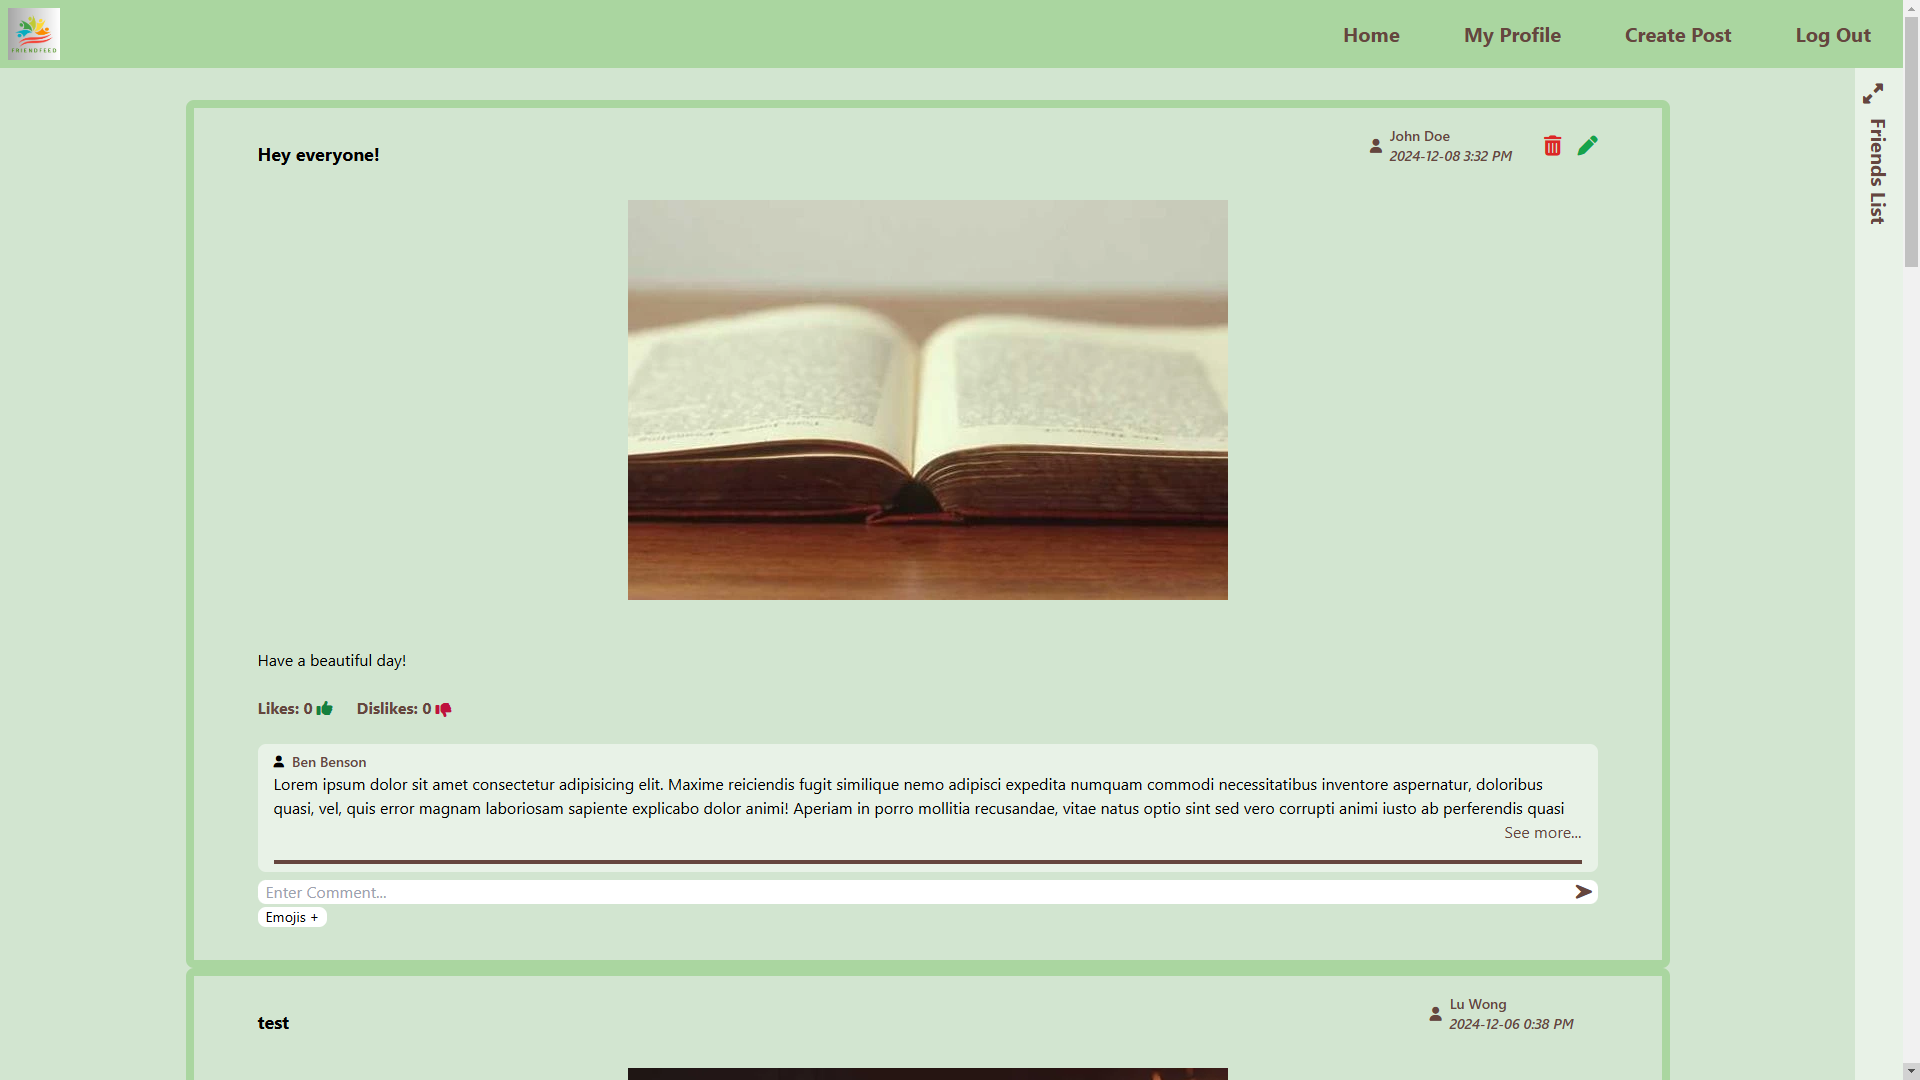 FRIENDFEED
Home
My Profile
Create Post
Log Out
Friends List
Hey everyone!
John Doe
2024-12-08 3:32 PM
Have a beautiful day!
Likes: 0
Dislikes: 0
Ben Benson
Lorem ipsum dolor sit amet consectetur adipisicing elit. Maxime reiciendis fugit similique nemo adipisci expedita numquam commodi necessitatibus inventore aspernatur, doloribus
quasi, vel, quis error magnam laboriosam sapiente explicabo dolor animi! Aperiam in porro mollitia recusandae, vitae natus optio sint sed vero corrupti animi iusto ab perferendis quasi
See more...
Enter Comment...
Emojis +
test
Lu Wong
2024-12-06 0:38 PM